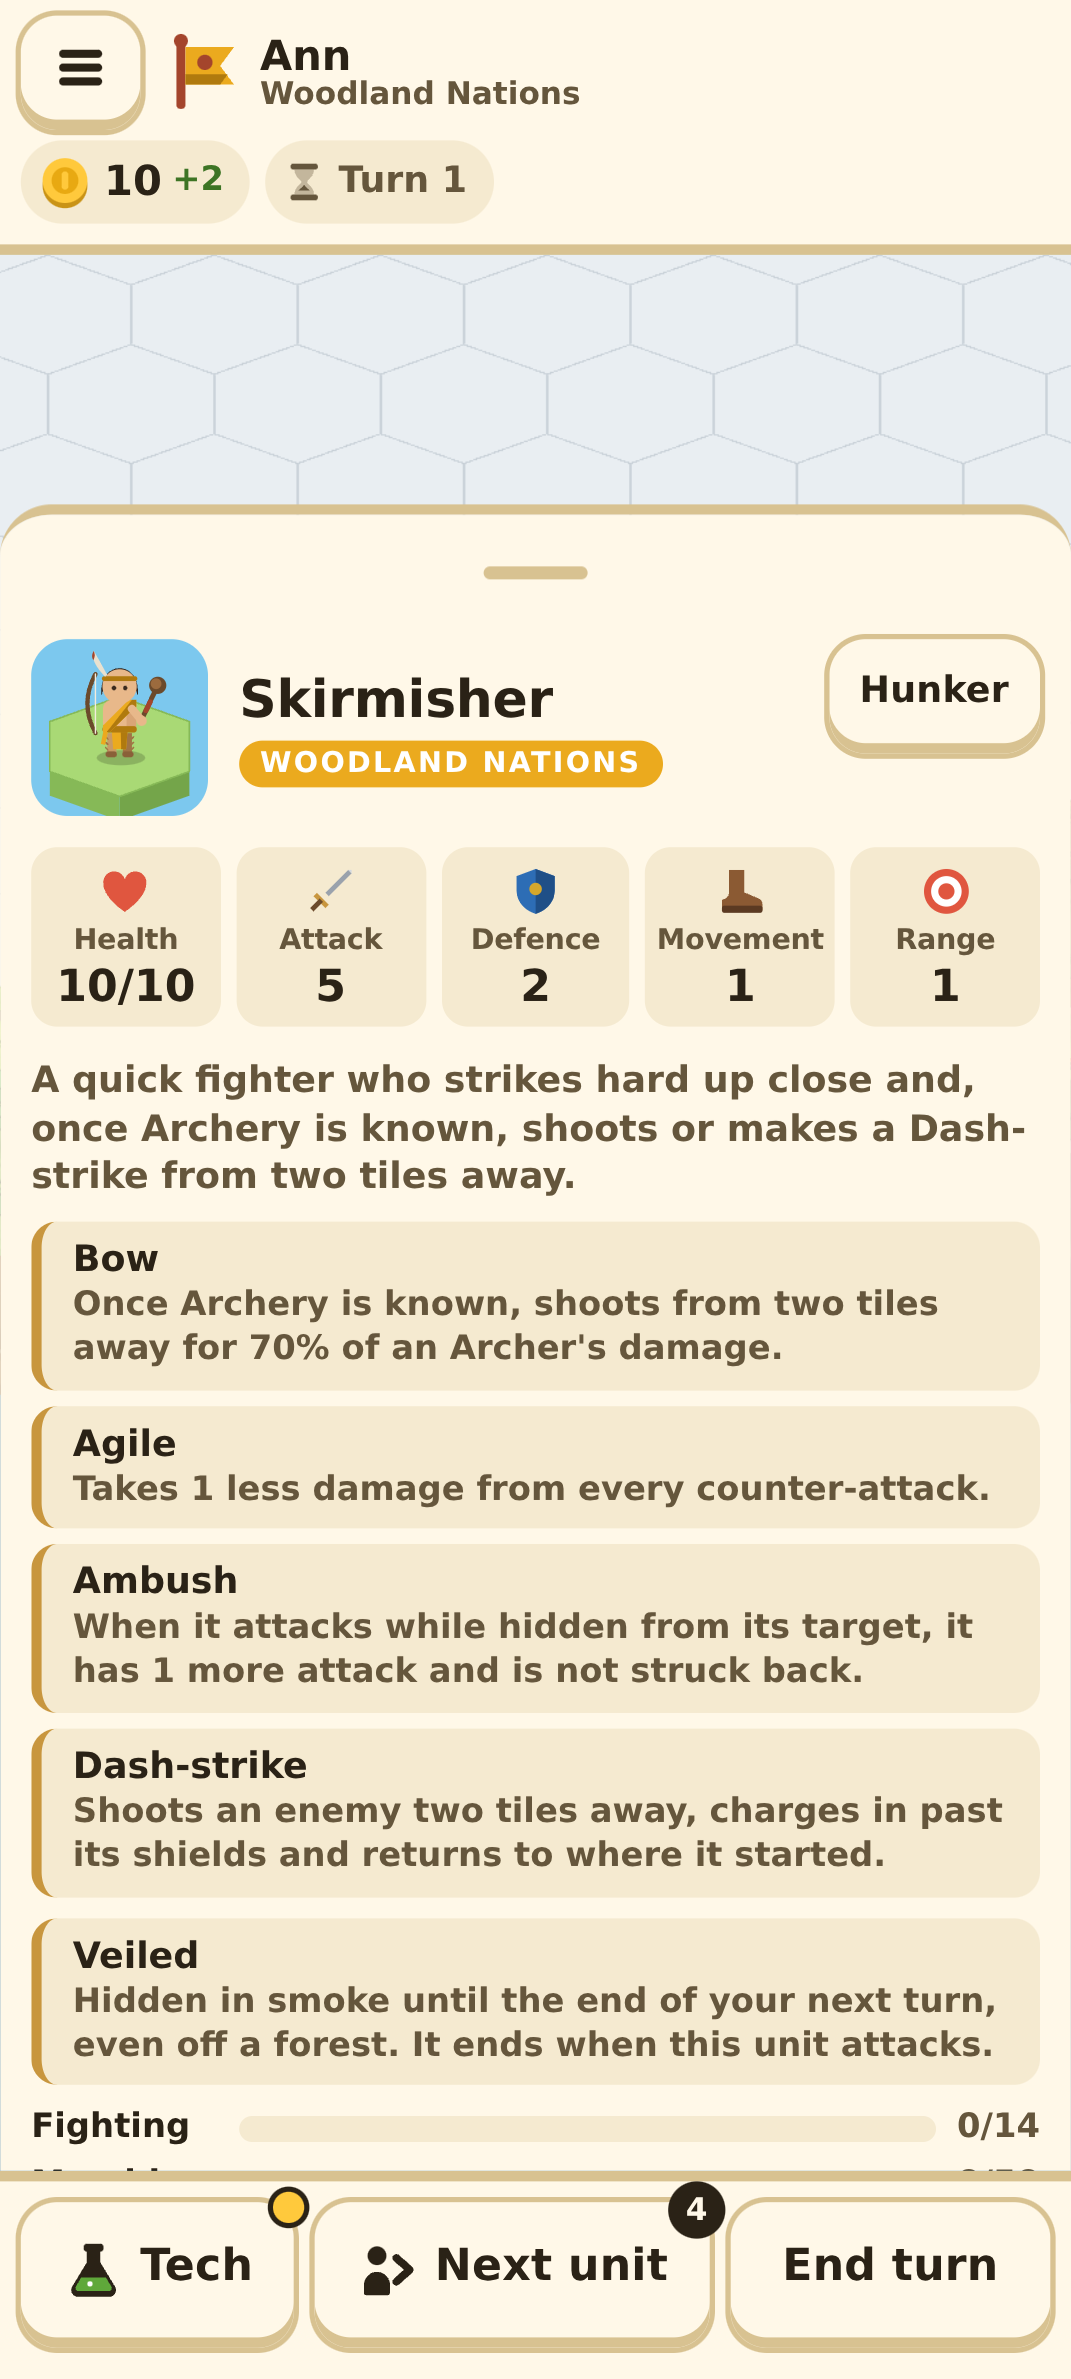 Ann
Woodland Nations
10 +2
Turn 1
Skirmisher
WOODLAND NATIONS
Hunker
Health
10/10
Attack
5
Defence
2
Movement
1
Range
1
A quick fighter who strikes hard up close and,
once Archery is known, shoots or makes a Dash-
strike from two tiles away.
Bow
Once Archery is known, shoots from two tiles
away for 70% of an Archer's damage.
Agile
Takes 1 less damage from every counter-attack.
Ambush
When it attacks while hidden from its target, it
has 1 more attack and is not struck back.
Dash-strike
Shoots an enemy two tiles away, charges in past
its shields and returns to where it started.
Veiled
Hidden in smoke until the end of your next turn,
even off a forest. It ends when this unit attacks.
Fighting 0/14
Tech
Next unit
4
End turn